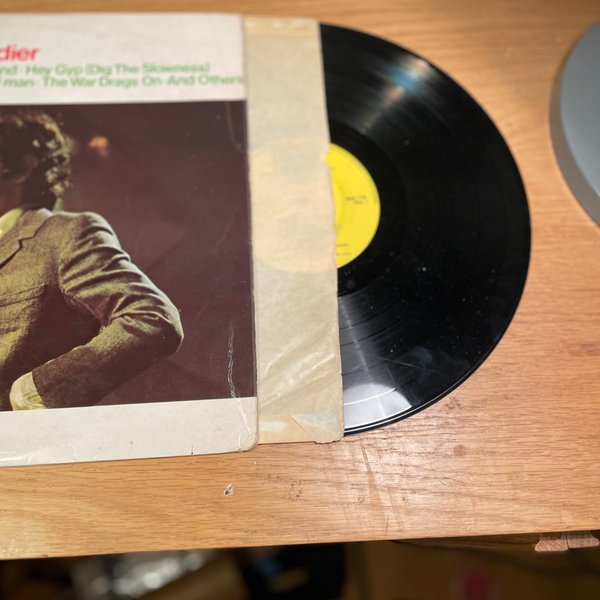 dier
nd · Hey Gyp (Dig The Slowness)
man · The War Drags On · And Others